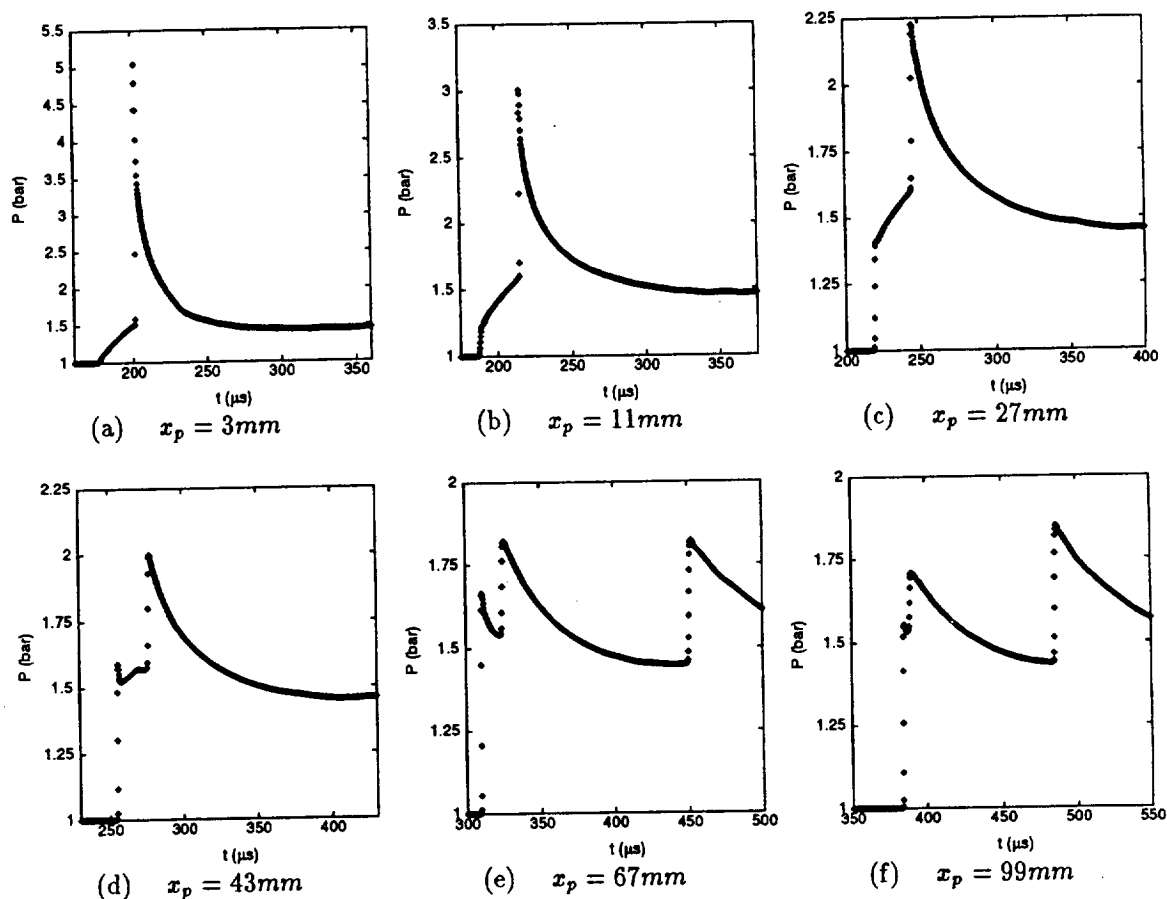 5.5
5
4.5
4
3.5
3
2.5
2
1.5
1
P (bar)
200 250 300 350
t (µs)
(a) x_p = 3mm
3.5
3
2.5
2
1.5
1
P (bar)
200 250 300 350
t (µs)
(b) x_p = 11mm
2.25
2
1.75
1.5
1.25
1
P (bar)
200 250 300 350 400
t (µs)
(c) x_p = 27mm
2.25
2
1.75
1.5
1.25
1
P (bar)
250 300 350 400
t (µs)
(d) x_p = 43mm
2
1.75
1.5
1.25
1
P (bar)
300 350 400 450 500
t (µs)
(e) x_p = 67mm
2
1.75
1.5
1.25
1
P (bar)
350 400 450 500 550
t (µs)
(f) x_p = 99mm